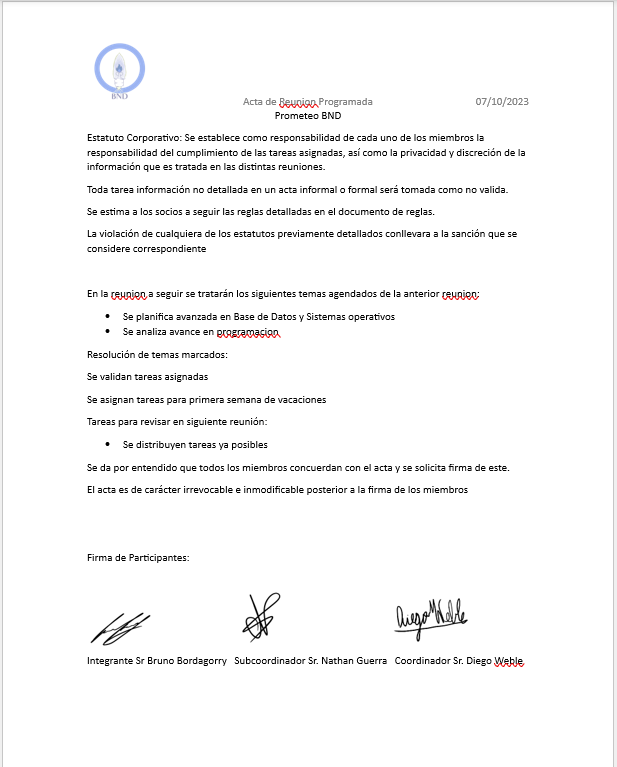 BND
Acta de Reunion Programada 07/10/2023
Prometeo BND
Estatuto Corporativo: Se establece como responsabilidad de cada uno de los miembros la
responsabilidad del cumplimiento de las tareas asignadas, así como la privacidad y discreción de la
información que es tratada en las distintas reuniones.
Toda tarea información no detallada en un acta informal o formal será tomada como no valida.
Se estima a los socios a seguir las reglas detalladas en el documento de reglas.
La violación de cualquiera de los estatutos previamente detallados conllevara a la sanción que se
considere correspondiente
En la reunion a seguir se tratarán los siguientes temas agendados de la anterior reunion:
• Se planifica avanzada en Base de Datos y Sistemas operativos
• Se analiza avance en programacion
Resolución de temas marcados:
Se validan tareas asignadas
Se asignan tareas para primera semana de vacaciones
Tareas para revisar en siguiente reunión:
• Se distribuyen tareas ya posibles
Se da por entendido que todos los miembros concuerdan con el acta y se solicita firma de este.
El acta es de carácter irrevocable e inmodificable posterior a la firma de los miembros
Firma de Participantes:
Diego Weble
Integrante Sr Bruno Bordagorry Subcoordinador Sr. Nathan Guerra Coordinador Sr. Diego Weble